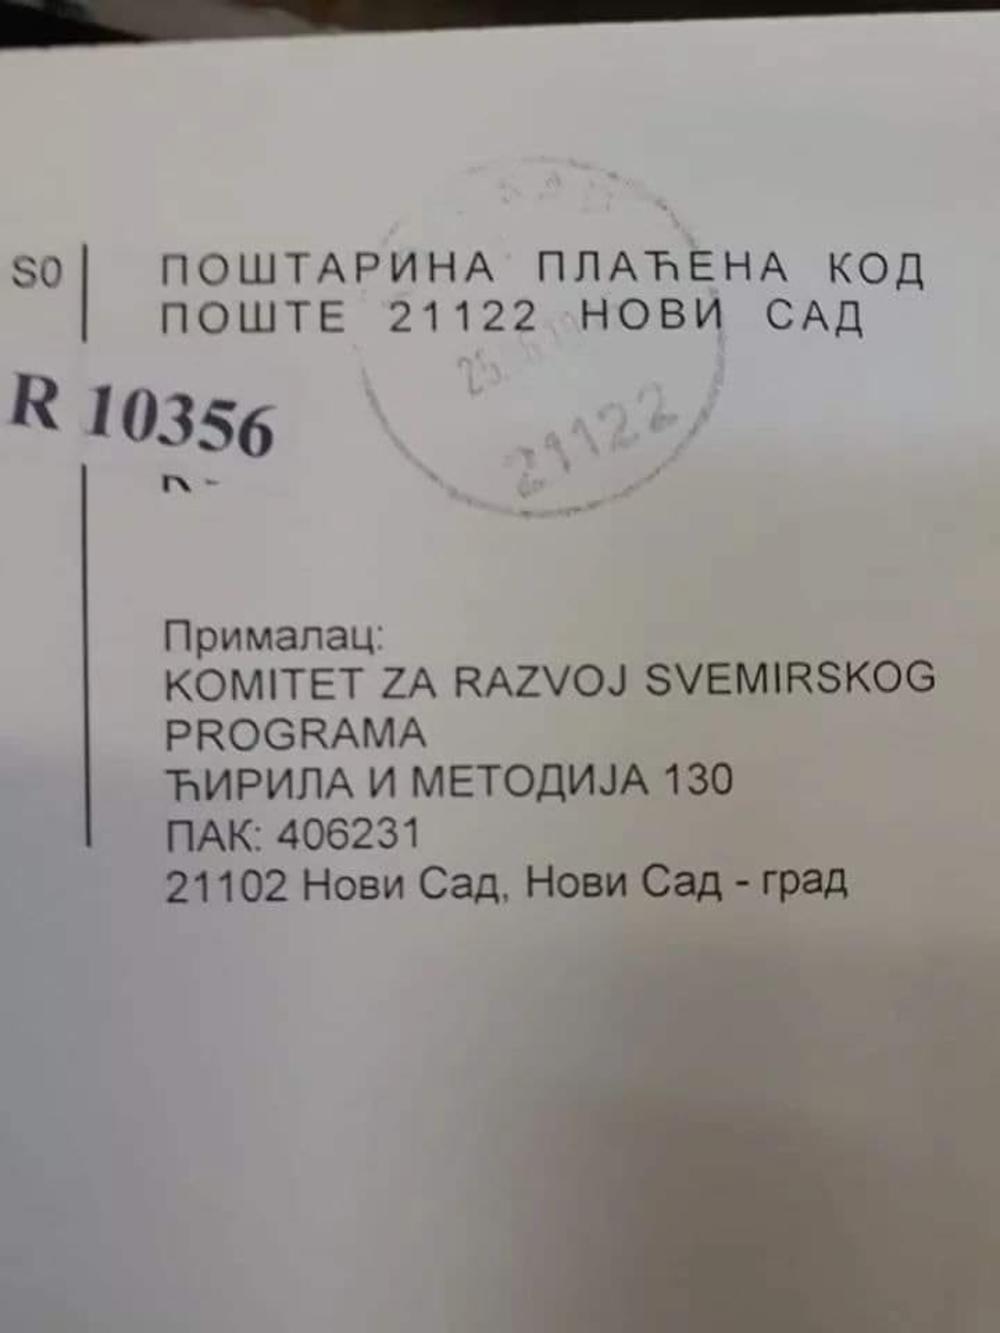 S0
ПОШТАРИНА ПЛАЋЕНА КОД
ПОШТЕ 21122 НОВИ САД
R 10356
21122
Прималац:
KOMITET ZA RAZVOJ SVEMIRSKOG
PROGRAMA
ЋИРИЛА И МЕТОДИЈА 130
ПАК: 406231
21102 Нови Сад, Нови Сад - град